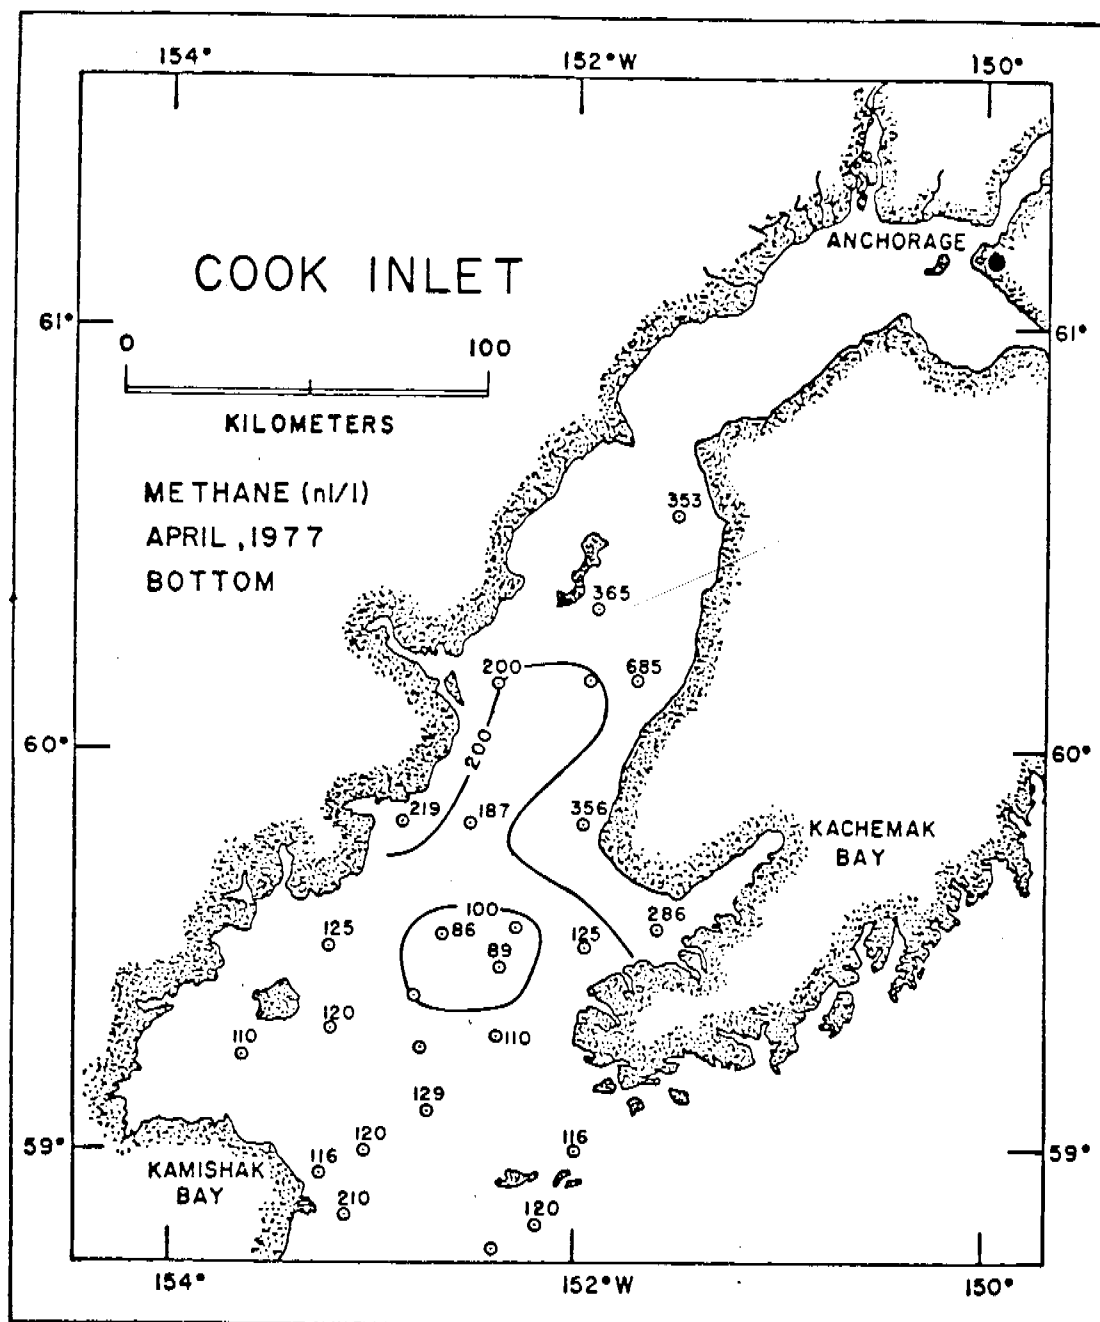 154° 152°W 150°
ANCHORAGE
COOK INLET
61° 61°
0 100
KILOMETERS
METHANE (nl/l)
353
APRIL, 1977
BOTTOM
365
200 685
60° 200 60°
219 187 356
KACHEMAK
BAY
100
125 86 286
89 125
120
110 110
129
120
59° 116 116 59°
KAMISHAK
BAY
210
120
154° 152°W 150°